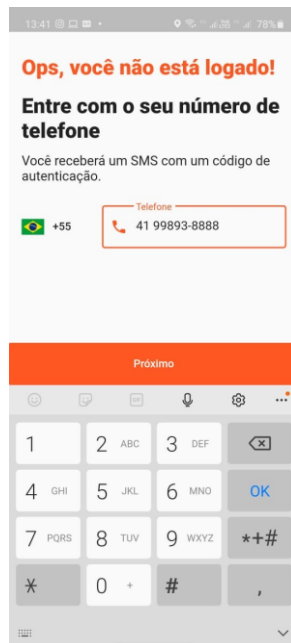 13:41
78%
Ops, você não está logado!
Entre com o seu número de
telefone
Você receberá um SMS com um código de
autenticação.
Telefone
+55
41 99893-8888
Próximo
GIF
1
2 ABC
3 DEF
4 GHI
5 JKL
6 MNO
OK
7 PQRS
8 TUV
9 WXYZ
*+#
*
0 +
#
,